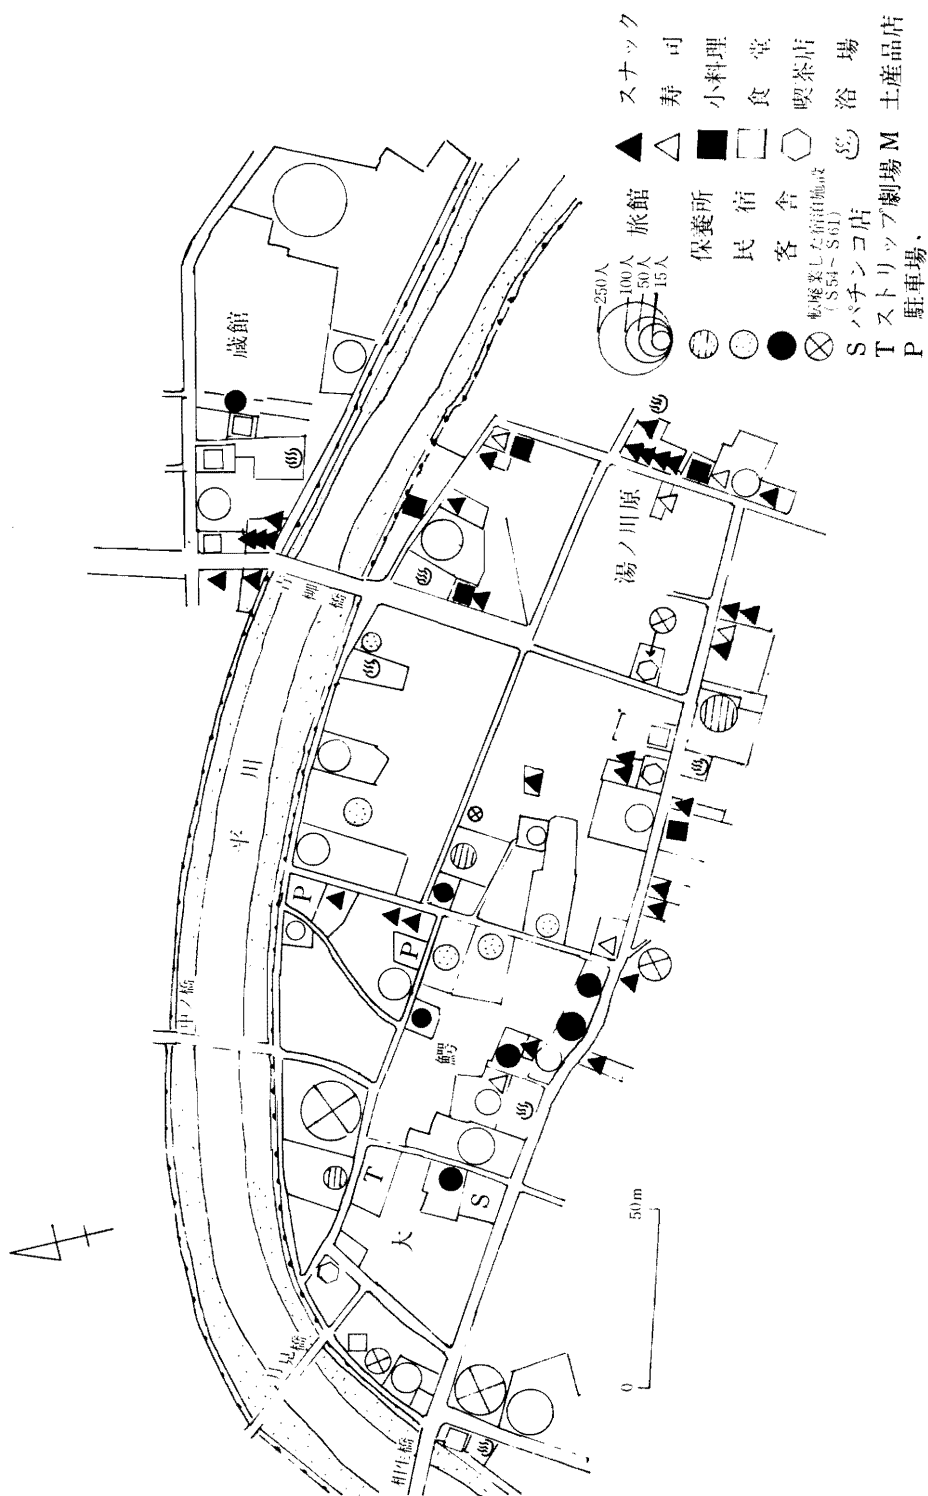 スナック
寿司
小料理
食堂
喫茶店
浴場
250人
100人
50人
15人
旅館
保養所
民宿
客舎
転廃業した宿泊施設
(S54~S61)
S パチンコ店
T ストリップ劇場 M 土産品店
P 駐車場、
蔵館
湯ノ川原
大
鰐
平
川
柳橋
中ノ橋
月見橋
相生橋
P
P
T
S
0
50m